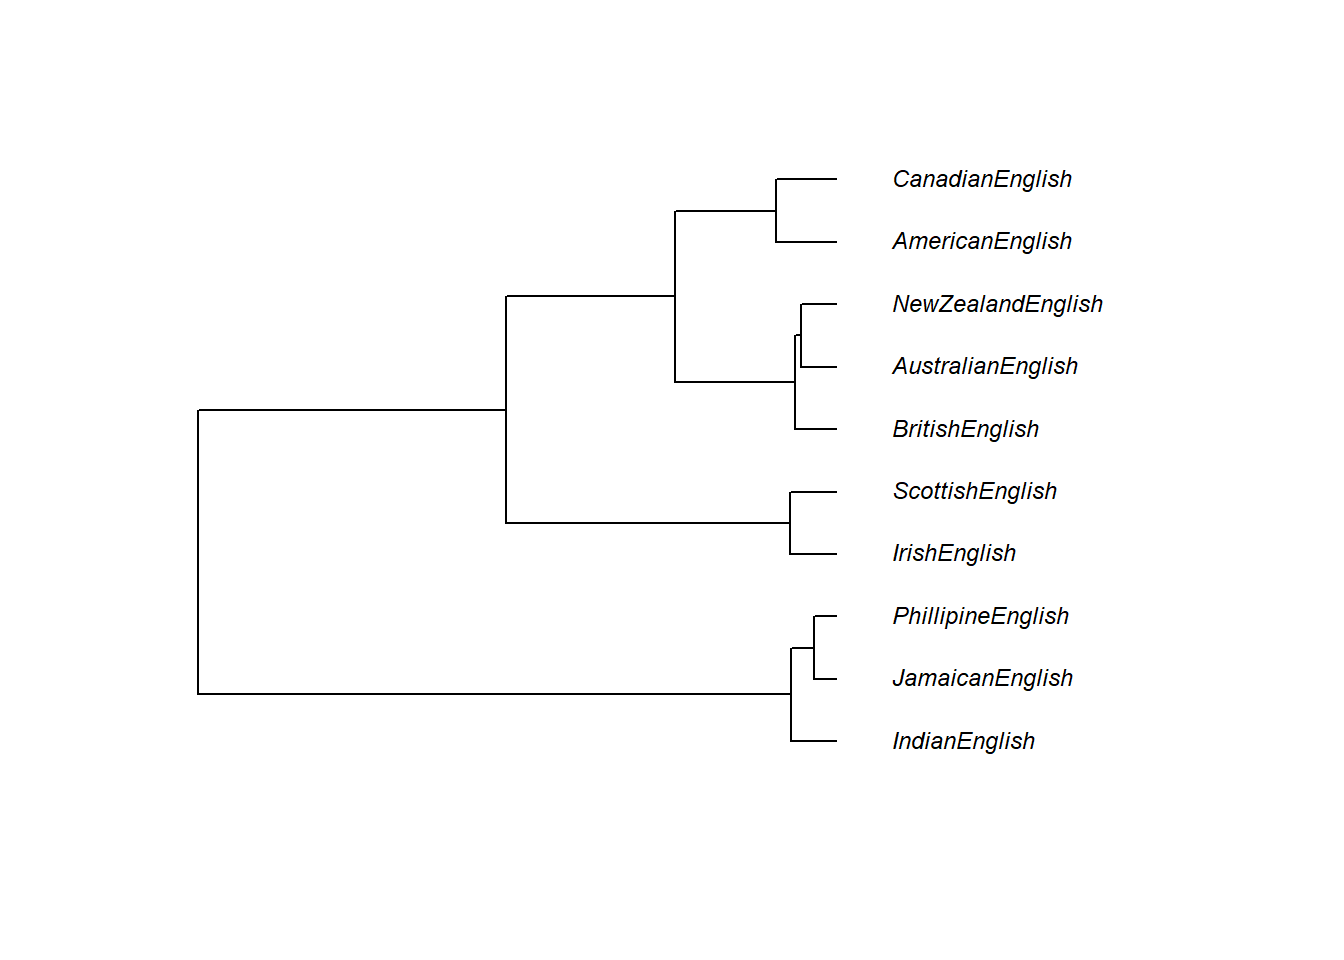 CanadianEnglish
AmericanEnglish
NewZealandEnglish
AustralianEnglish
BritishEnglish
ScottishEnglish
IrishEnglish
PhillipineEnglish
JamaicanEnglish
IndianEnglish